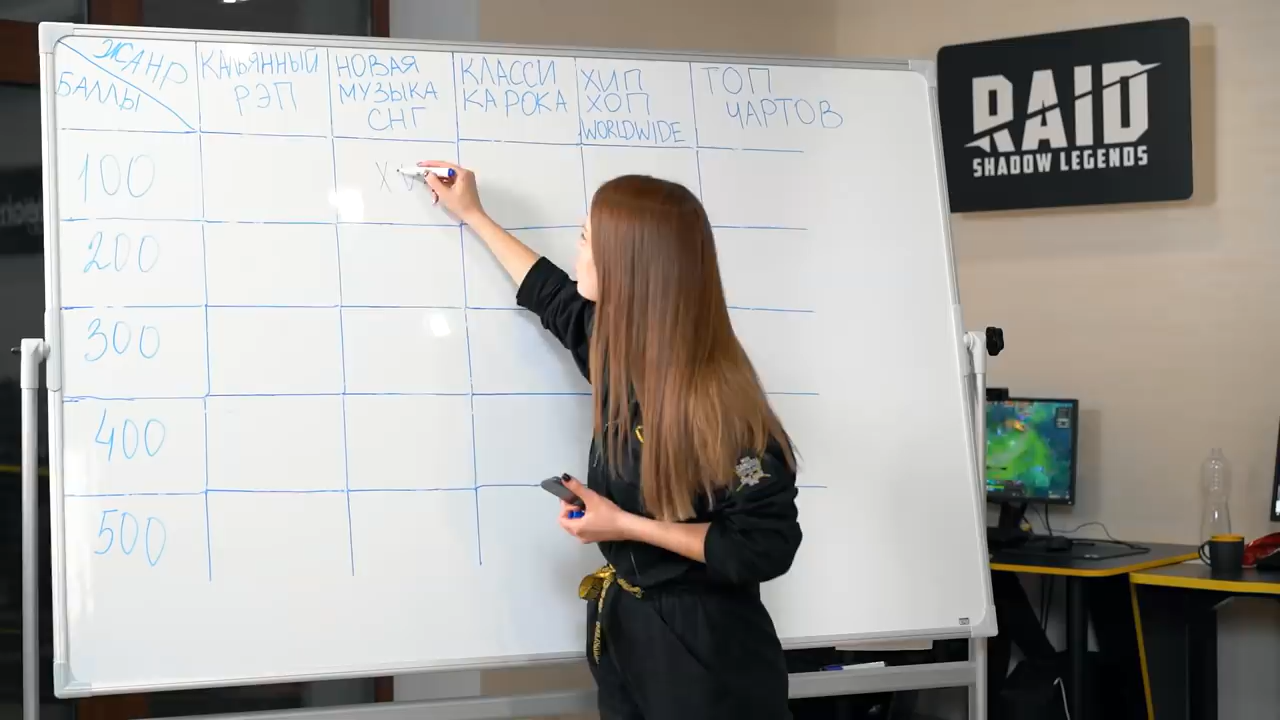 ЖАНР
БАЛЛЫ
КАЛЬЯННЫЙ
РЭП
НОВАЯ
МУЗЫКА
СНГ
КЛАССИ
КА РОКА
ХИП
ХОП
WORLDWIDE
ТОП
ЧАРТОВ
100
200
300
400
500
RAID
SHADOW LEGENDS